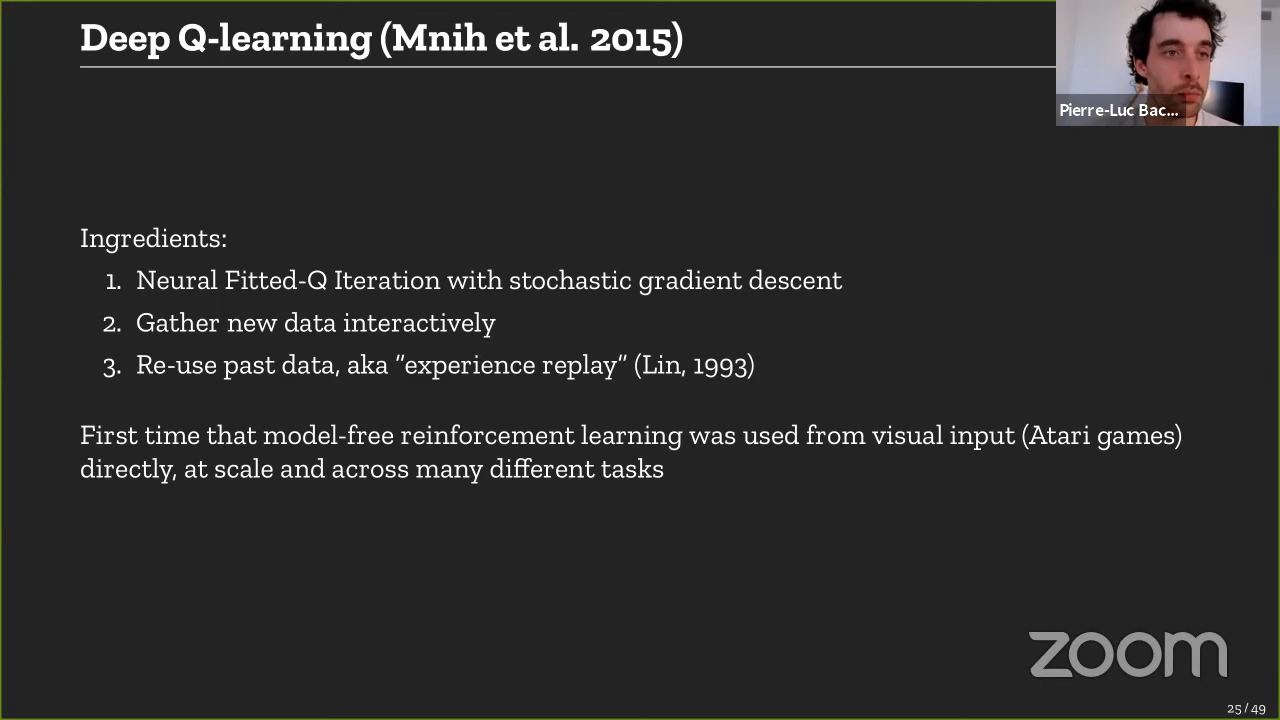 Deep Q-learning (Mnih et al. 2015)
Pierre-Luc Bac...
Ingredients:
1. Neural Fitted-Q Iteration with stochastic gradient descent
2. Gather new data interactively
3. Re-use past data, aka "experience replay" (Lin, 1993)
First time that model-free reinforcement learning was used from visual input (Atari games)
directly, at scale and across many different tasks
zoom
25 / 49